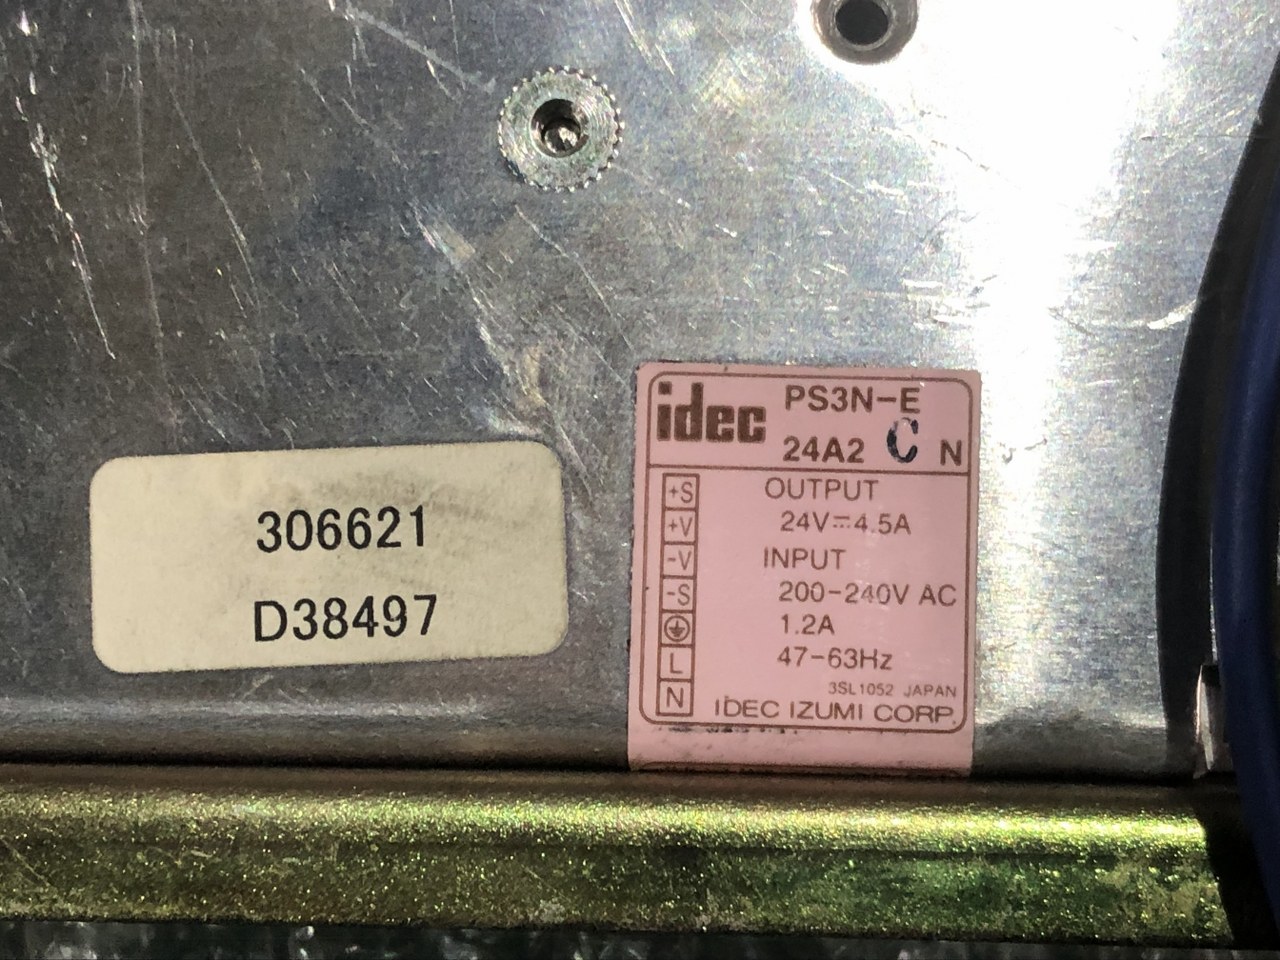 306621
D38497
idec PS3N-E
24A2 C N
+S OUTPUT
+V 24V⎓4.5A
-V INPUT
-S 200-240V AC
1.2A
L 47-63Hz
3SL1052 JAPAN
N IDEC IZUMI CORP.